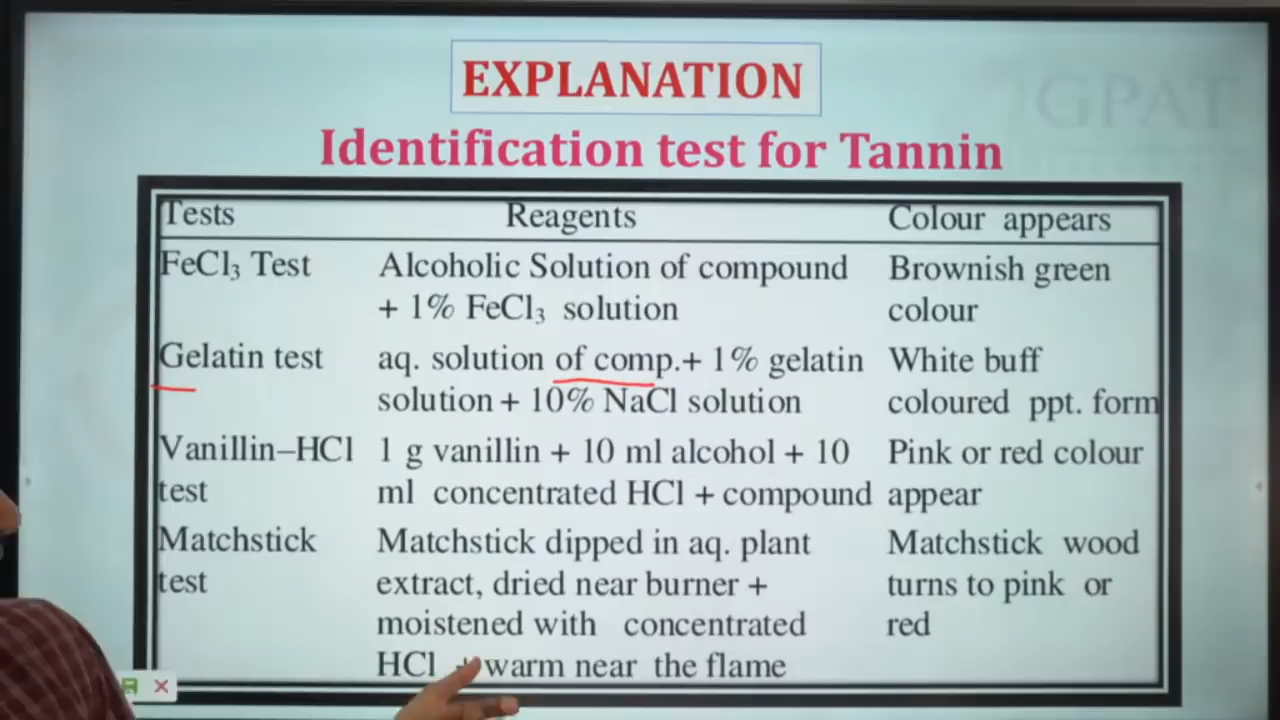 GPAT
EXPLANATION
Identification test for Tannin
Tests Reagents Colour appears
FeCl₃ Test Alcoholic Solution of compound Brownish green
+ 1% FeCl₃ solution colour
Gelatin test aq. solution of comp.+ 1% gelatin White buff
solution + 10% NaCl solution coloured ppt. form
Vanillin–HCl 1 g vanillin + 10 ml alcohol + 10 Pink or red colour
test ml concentrated HCl + compound appear
Matchstick Matchstick dipped in aq. plant Matchstick wood
test extract, dried near burner + turns to pink or
moistened with concentrated red
HCl + warm near the flame